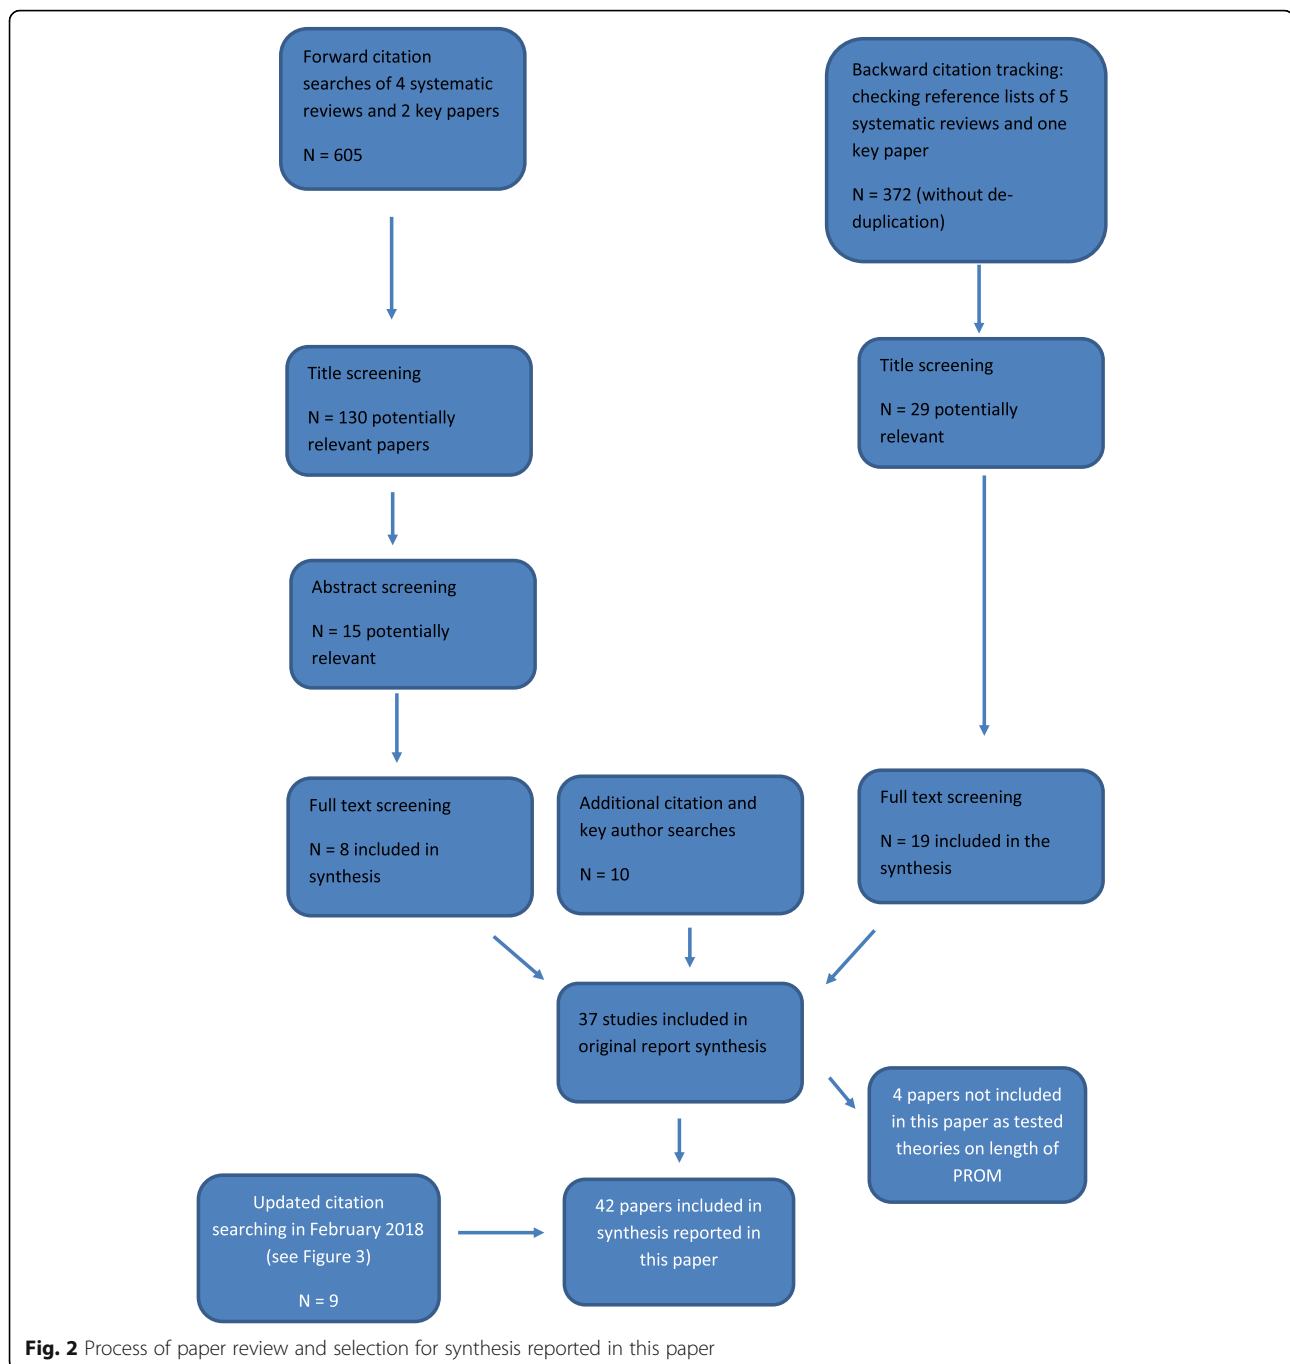 Forward citation
searches of 4 systematic
reviews and 2 key papers
N = 605
Backward citation tracking:
checking reference lists of 5
systematic reviews and one
key paper
N = 372 (without de-
duplication)
Title screening
N = 130 potentially
relevant papers
Title screening
N = 29 potentially
relevant
Abstract screening
N = 15 potentially
relevant
Full text screening
N = 8 included in
synthesis
Additional citation and
key author searches
N = 10
Full text screening
N = 19 included in the
synthesis
37 studies included in
original report synthesis
4 papers not included
in this paper as tested
theories on length of
PROM
Updated citation
searching in February 2018
(see Figure 3)
N = 9
42 papers included in
synthesis reported in
this paper
Fig. 2 Process of paper review and selection for synthesis reported in this paper